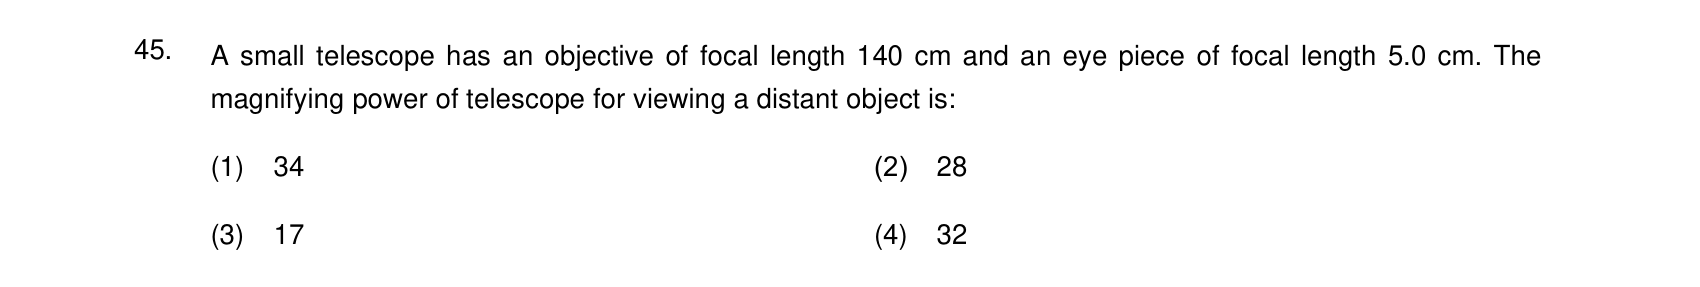 45. A small telescope has an objective of focal length 140 cm and an eye piece of focal length 5.0 cm. The
magnifying power of telescope for viewing a distant object is:
(1) 34 (2) 28
(3) 17 (4) 32